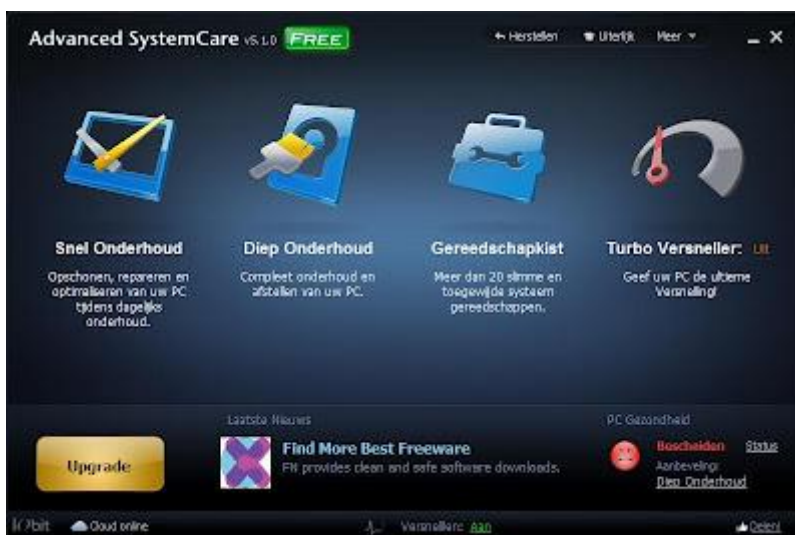 Advanced SystemCare v5.1.0 FREE
Herstellen Uiterlijk Meer
Snel Onderhoud
Opschonen, repareren en
optimaliseren van uw PC
tijdens dagelijks
onderhoud.
Diep Onderhoud
Compleet onderhoud en
afstellen van uw PC.
Gereedschapkist
Meer dan 20 slimme en
toegewijde systeem
gereedschappen.
Turbo Versneller: Uit
Geef uw PC de ultieme
Versnelling!
Upgrade
Laatste Nieuws
Find More Best Freeware
FN provides clean and safe software downloads.
PC Gezondheid
Bescheiden Status
Aanbeveling:
Diep Onderhoud
IObit Cloud online
Versneller: Aan
Delen!